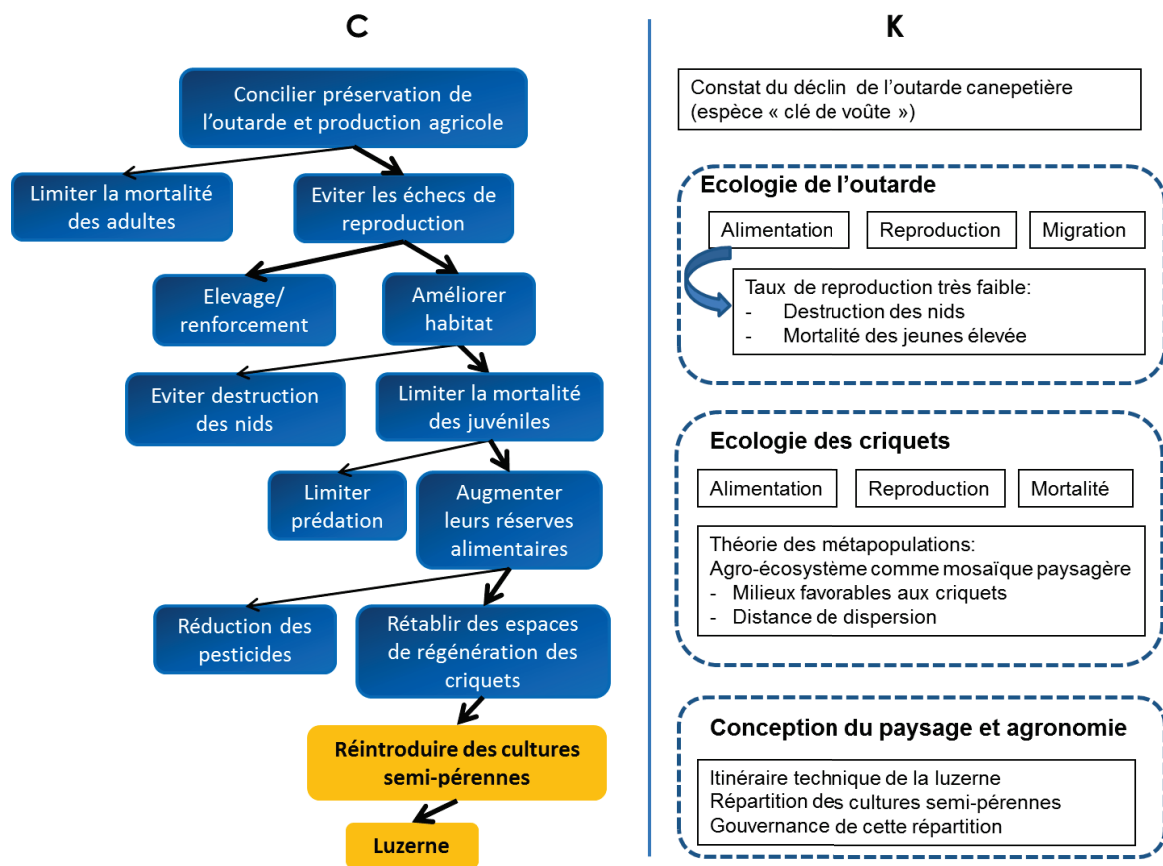 C
Concilier préservation de
l'outarde et production agricole
Limiter la mortalité
des adultes
Eviter les échecs de
reproduction
Elevage/
renforcement
Améliorer
habitat
Eviter destruction
des nids
Limiter la mortalité
des juvéniles
Limiter
prédation
Augmenter
leurs réserves
alimentaires
Réduction des
pesticides
Rétablir des espaces
de régénération des
criquets
Réintroduire des cultures
semi-pérennes
Luzerne
K
Constat du déclin de l'outarde canepetière
(espèce « clé de voûte »)
Ecologie de l'outarde
Alimentation
Reproduction
Migration
Taux de reproduction très faible:
- Destruction des nids
- Mortalité des jeunes élevée
Ecologie des criquets
Alimentation
Reproduction
Mortalité
Théorie des métapopulations:
Agro-écosystème comme mosaïque paysagère
- Milieux favorables aux criquets
- Distance de dispersion
Conception du paysage et agronomie
Itinéraire technique de la luzerne
Répartition des cultures semi-pérennes
Gouvernance de cette répartition